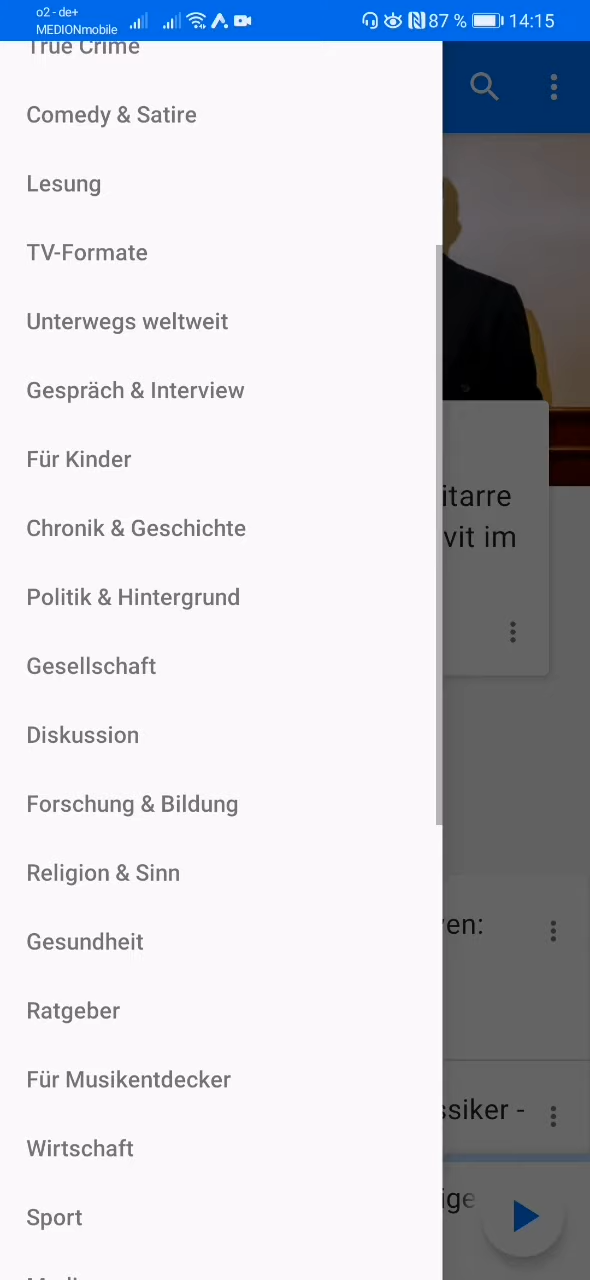 o2 - de+
MEDIONmobile
87 %
14:15
True Crime
Comedy & Satire
Lesung
TV-Formate
Unterwegs weltweit
Gespräch & Interview
Für Kinder
itarre
Chronik & Geschichte
vit im
Politik & Hintergrund
Gesellschaft
Diskussion
Forschung & Bildung
Religion & Sinn
en:
Gesundheit
Ratgeber
Für Musikentdecker
ssiker -
Wirtschaft
ige
Sport